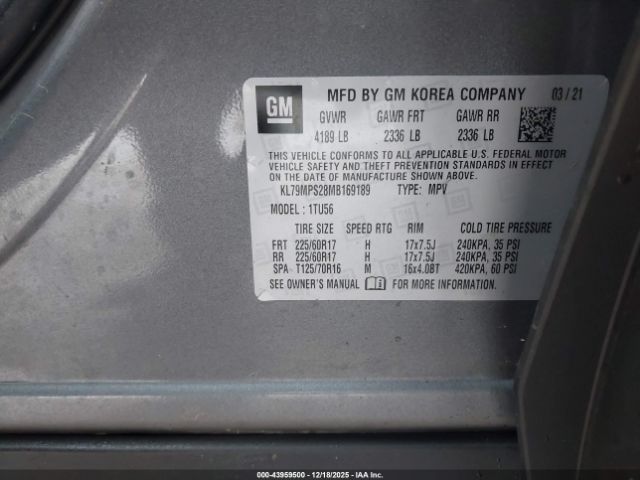 GM
MFD BY GM KOREA COMPANY 03 / 21
GVWR GAWR FRT GAWR RR
4189 LB 2336 LB 2336 LB
THIS VEHICLE CONFORMS TO ALL APPLICABLE U.S. FEDERAL MOTOR
VEHICLE SAFETY AND THEFT PREVENTION STANDARDS IN EFFECT
ON THE DATE OF MANUFACTURE SHOWN ABOVE.
KL79MPS28MB169189 TYPE: MPV
MODEL: 1TU56
TIRE SIZE SPEED RTG RIM COLD TIRE PRESSURE
FRT 225/60R17 H 17x7.5J 240KPA, 35 PSI
RR 225/60R17 H 17x7.5J 240KPA, 35 PSI
SPA T125/70R16 M 16x4.0BT 420KPA, 60 PSI
SEE OWNER'S MANUAL FOR MORE INFORMATION.
00-43959500 - 12/18/2025 - IAAI, INC.